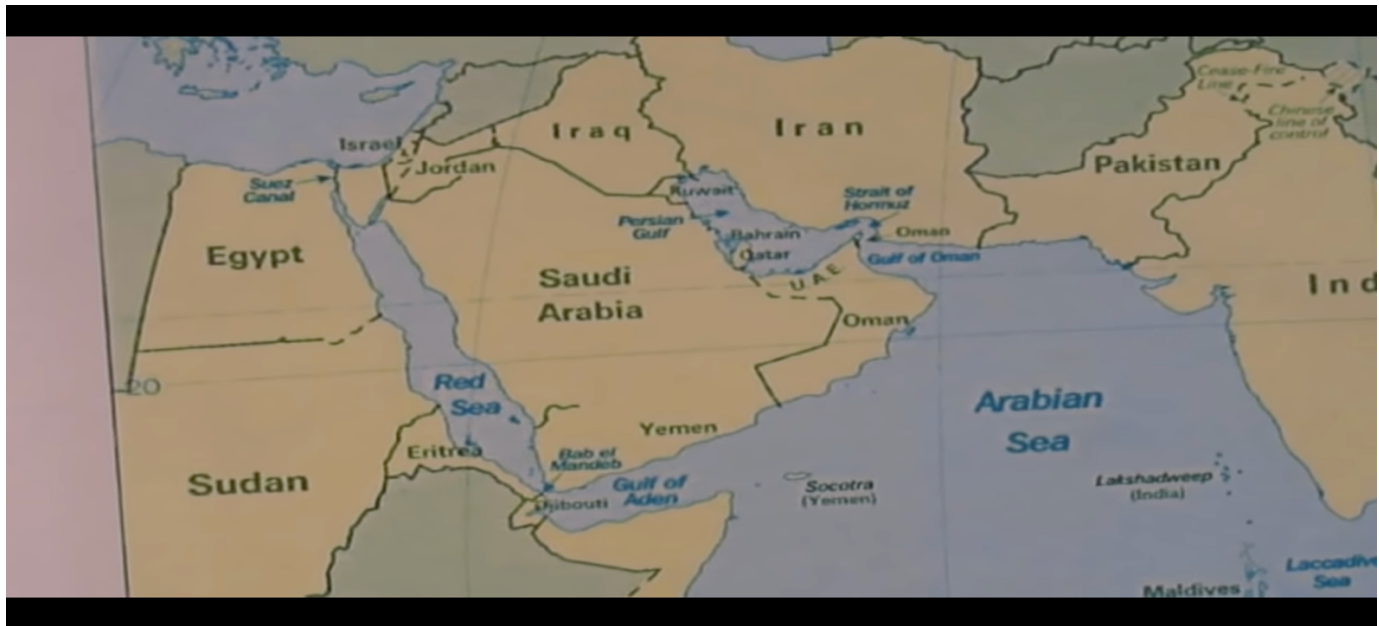 Cease-Fire
Line
Chinese
line of
control
Israel
Iraq
Iran
Jordan
Pakistan
Suez
Canal
Kuwait
Strait of
Hormuz
Persian
Gulf
Bahrain
Oman
Egypt
Qatar
Gulf of Oman
Saudi
Arabia
U.A.E.
Ind
Oman
20
Red
Sea
Arabian
Sea
Yemen
Eritrea
Bab el
Mandeb
Sudan
Gulf of
Aden
Djibouti
Socotra
(Yemen)
Lakshadweep
(India)
Laccadive
Sea
Maldives